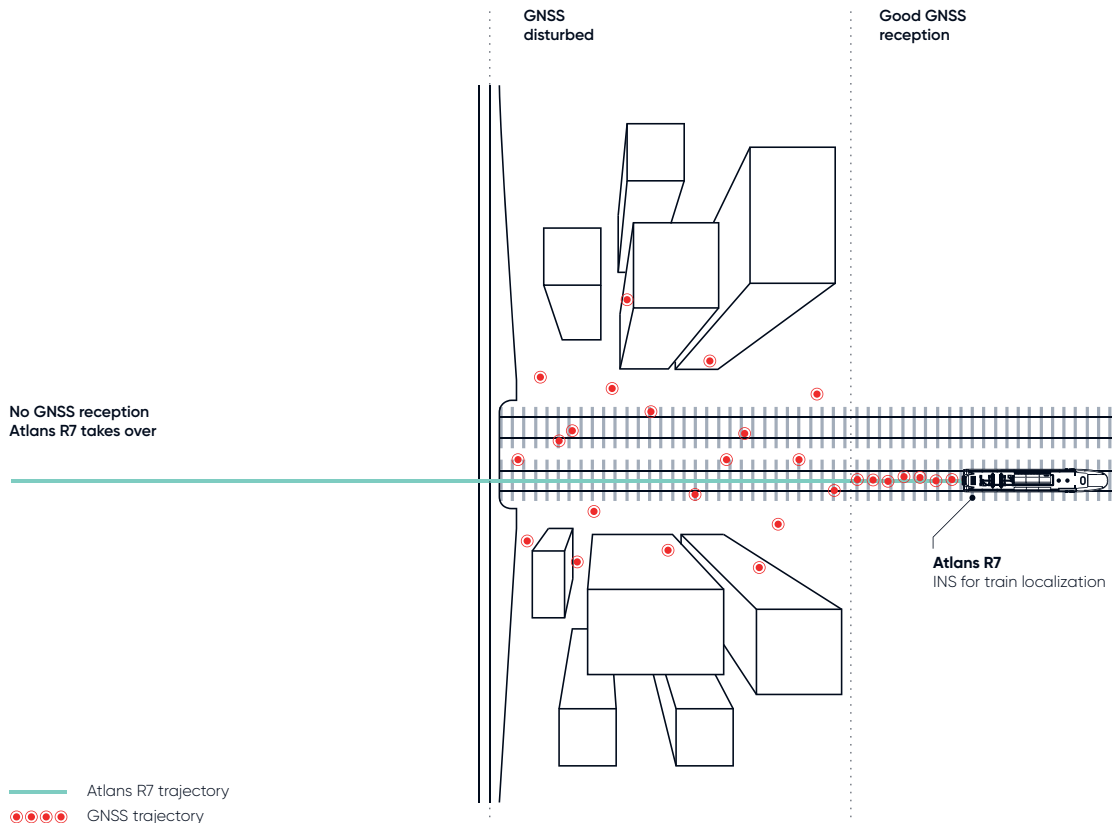 GNSS
disturbed
Good GNSS
reception
No GNSS reception
Atlans R7 takes over
Atlans R7
INS for train localization
Atlans R7 trajectory
GNSS trajectory